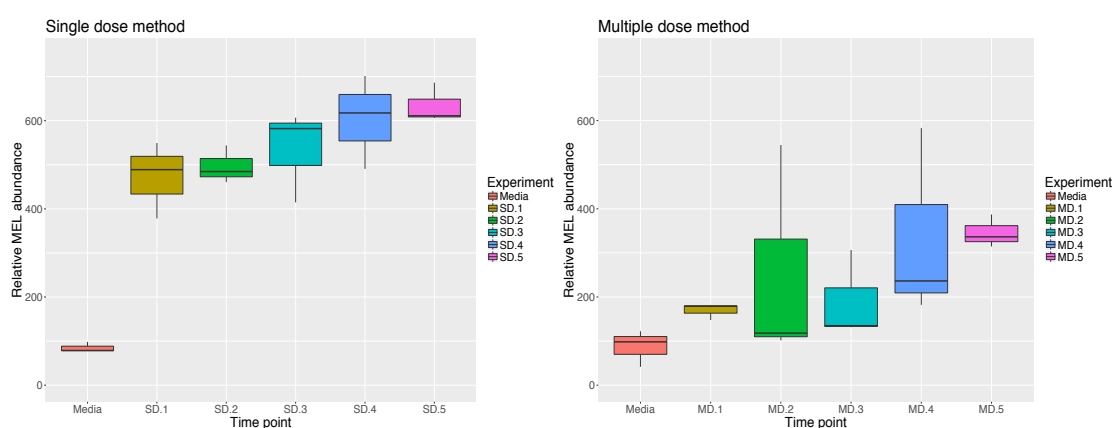 Single dose method
Relative MEL abundance
600
400
200
0
Media SD.1 SD.2 SD.3 SD.4 SD.5
Time point
Experiment
Media
SD.1
SD.2
SD.3
SD.4
SD.5
Multiple dose method
Relative MEL abundance
600
400
200
0
Media MD.1 MD.2 MD.3 MD.4 MD.5
Time point
Experiment
Media
MD.1
MD.2
MD.3
MD.4
MD.5